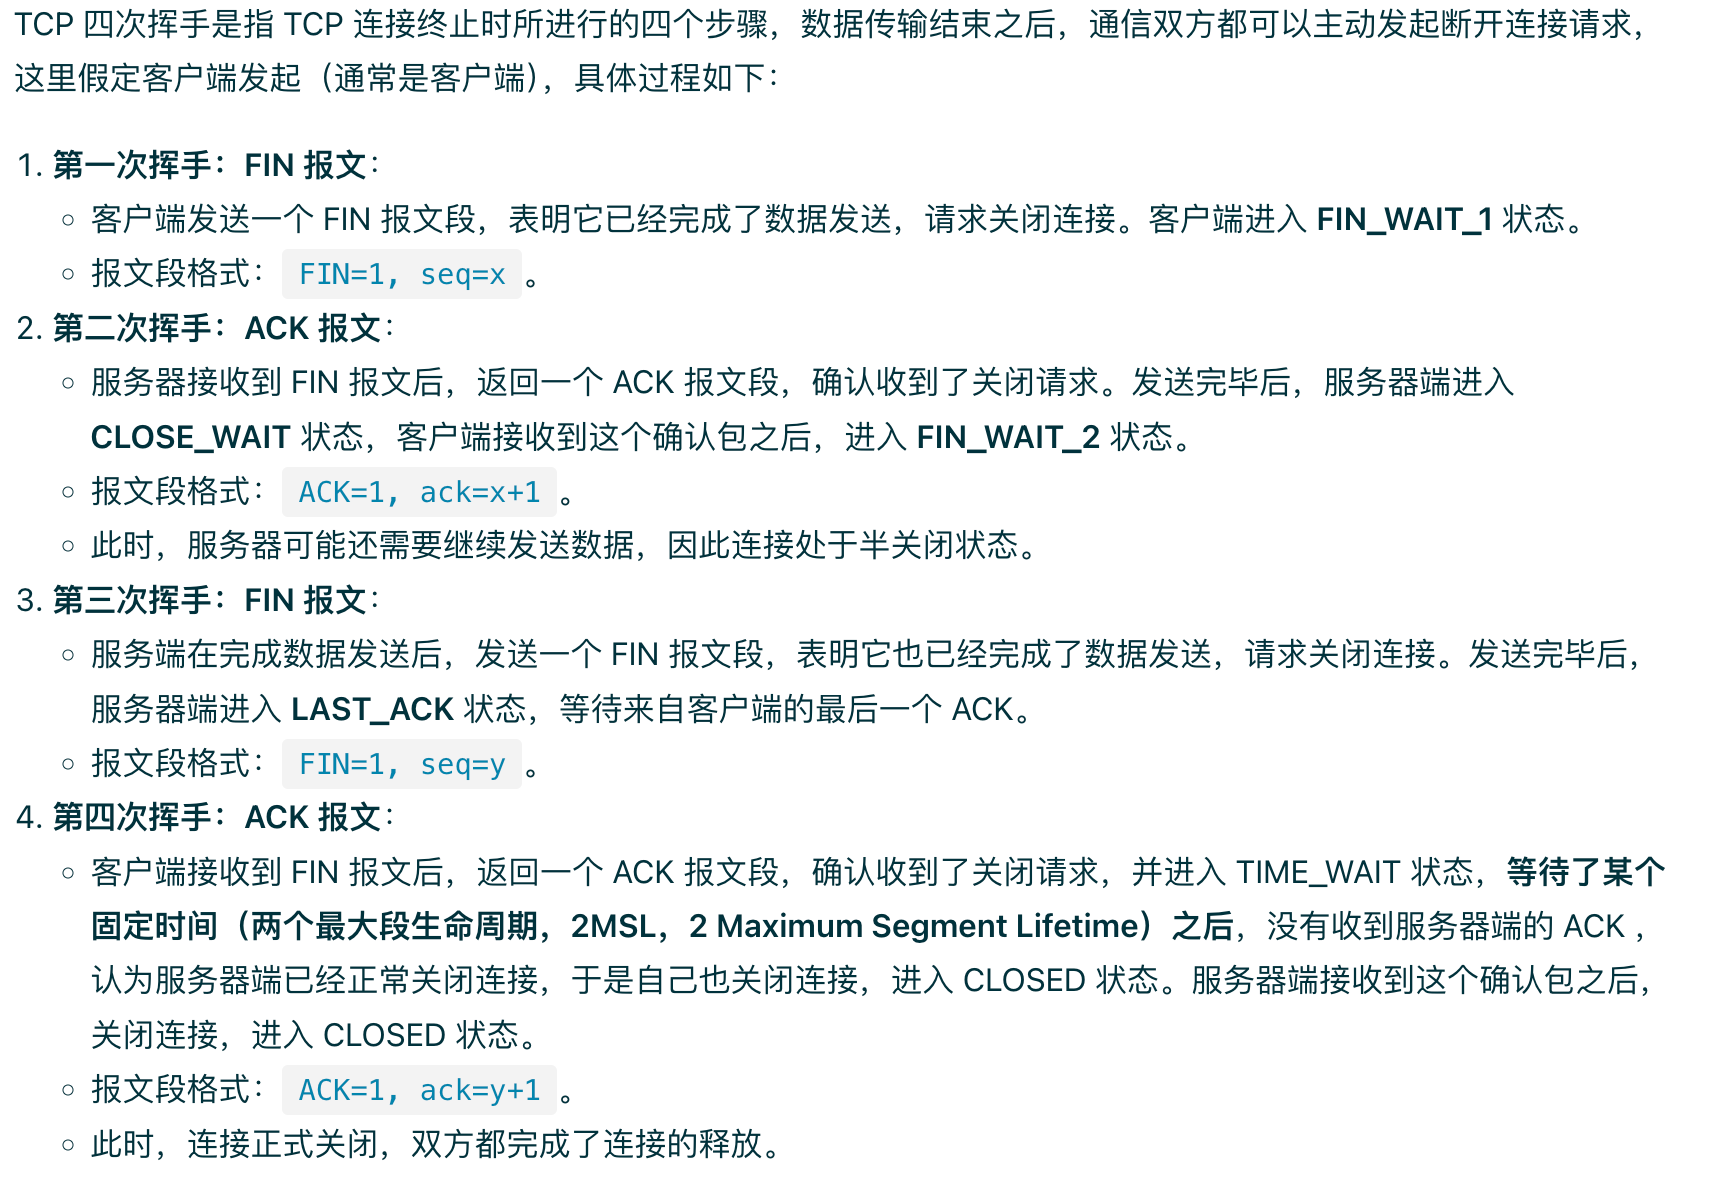 TCP 四次挥手是指 TCP 连接终止时所进行的四个步骤，数据传输结束之后，通信双方都可以主动发起断开连接请求，
这里假定客户端发起（通常是客户端），具体过程如下：
1. 第一次挥手：FIN 报文：
客户端发送一个 FIN 报文段，表明它已经完成了数据发送，请求关闭连接。客户端进入 FIN_WAIT_1 状态。
报文段格式： FIN=1, seq=x 。
2. 第二次挥手：ACK 报文：
服务器接收到 FIN 报文后，返回一个 ACK 报文段，确认收到了关闭请求。发送完毕后，服务器端进入
CLOSE_WAIT 状态，客户端接收到这个确认包之后，进入 FIN_WAIT_2 状态。
报文段格式： ACK=1, ack=x+1 。
此时，服务器可能还需要继续发送数据，因此连接处于半关闭状态。
3. 第三次挥手：FIN 报文：
服务端在完成数据发送后，发送一个 FIN 报文段，表明它也已经完成了数据发送，请求关闭连接。发送完毕后，
服务器端进入 LAST_ACK 状态，等待来自客户端的最后一个 ACK。
报文段格式： FIN=1, seq=y 。
4. 第四次挥手：ACK 报文：
客户端接收到 FIN 报文后，返回一个 ACK 报文段，确认收到了关闭请求，并进入 TIME_WAIT 状态，等待了某个
固定时间（两个最大段生命周期，2MSL，2 Maximum Segment Lifetime）之后，没有收到服务器端的 ACK ，
认为服务器端已经正常关闭连接，于是自己也关闭连接，进入 CLOSED 状态。服务器端接收到这个确认包之后，
关闭连接，进入 CLOSED 状态。
报文段格式： ACK=1, ack=y+1 。
此时，连接正式关闭，双方都完成了连接的释放。